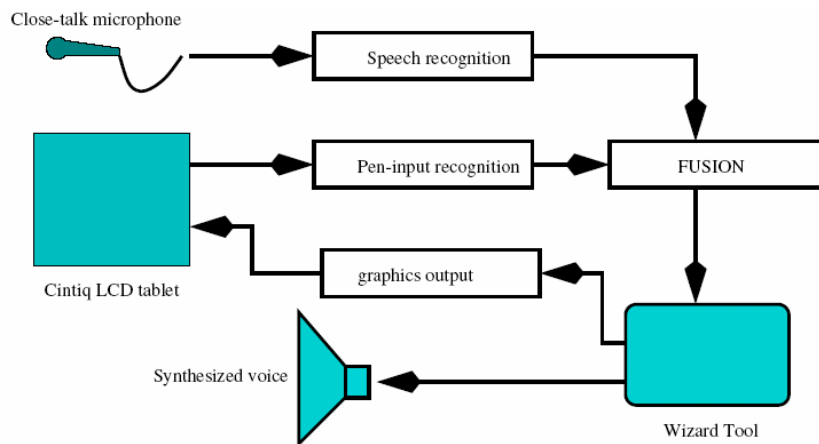 Close-talk microphone
Speech recognition
Pen-input recognition
FUSION
graphics output
Cintiq LCD tablet
Synthesized voice
Wizard Tool